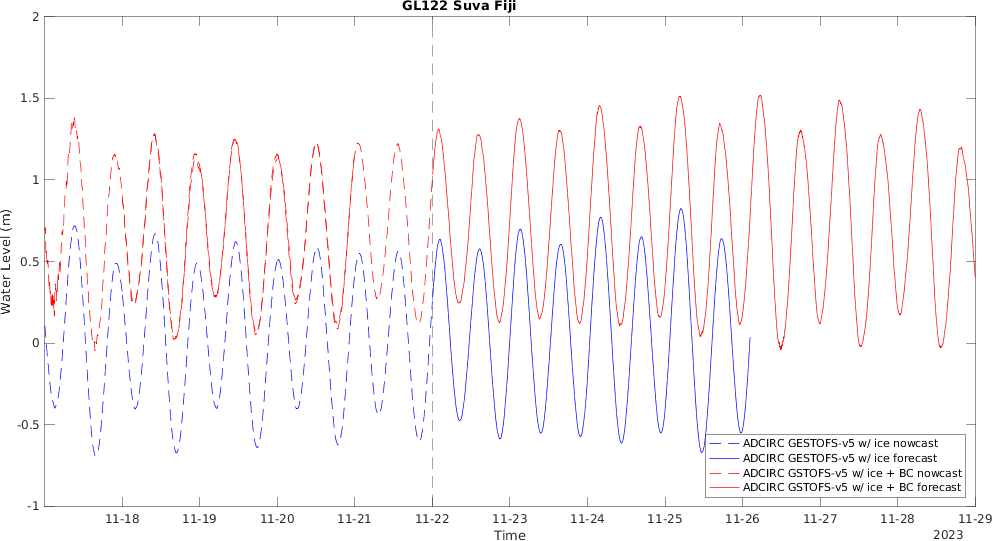 GL122 Suva Fiji
2
1.5
1
0.5
0
-0.5
-1
Water Level (m)
ADCIRC GESTOFS-v5 w/ ice nowcast
ADCIRC GESTOFS-v5 w/ ice forecast
ADCIRC GSTOFS-v5 w/ ice + BC nowcast
ADCIRC GSTOFS-v5 w/ ice + BC forecast
11-18 11-19 11-20 11-21 11-22 11-23 11-24 11-25 11-26 11-27 11-28 11-29
Time
2023